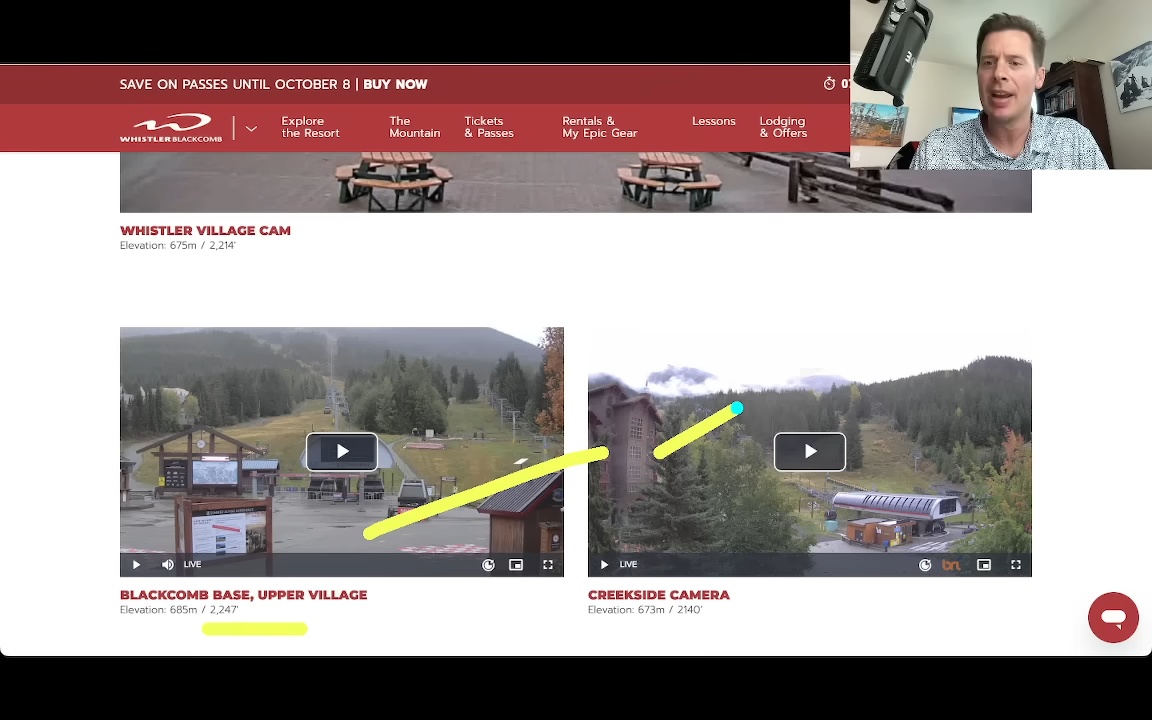 SAVE ON PASSES UNTIL OCTOBER 8 | BUY NOW
WHISTLERBLACKCOMB
Explore
the Resort
The
Mountain
Tickets
& Passes
Rentals &
My Epic Gear
Lessons
Lodging
& Offers
WHISTLER VILLAGE CAM
Elevation: 675m / 2,214'
LIVE
LIVE
BLACKCOMB BASE, UPPER VILLAGE
Elevation: 685m / 2,247'
CREEKSIDE CAMERA
Elevation: 673m / 2140'